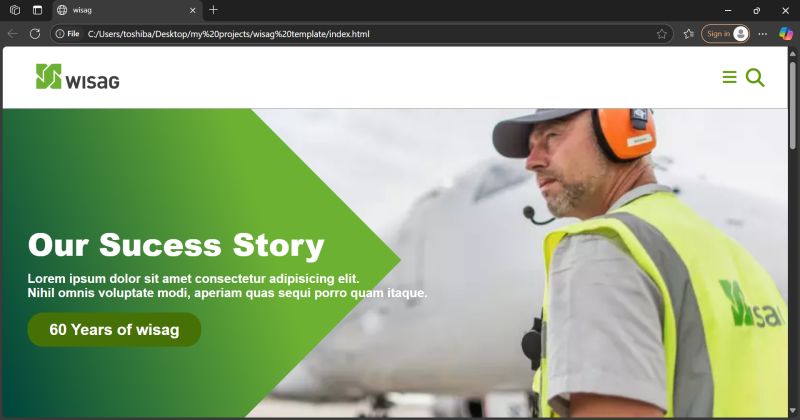 wisag
File
C:/Users/toshiba/Desktop/my%20projects/wisag%20template/index.html
Sign in
WISAG
Our Sucess Story
Lorem ipsum dolor sit amet consectetur adipisicing elit.
Nihil omnis voluptate modi, aperiam quas sequi porro quam itaque.
60 Years of wisag
sa